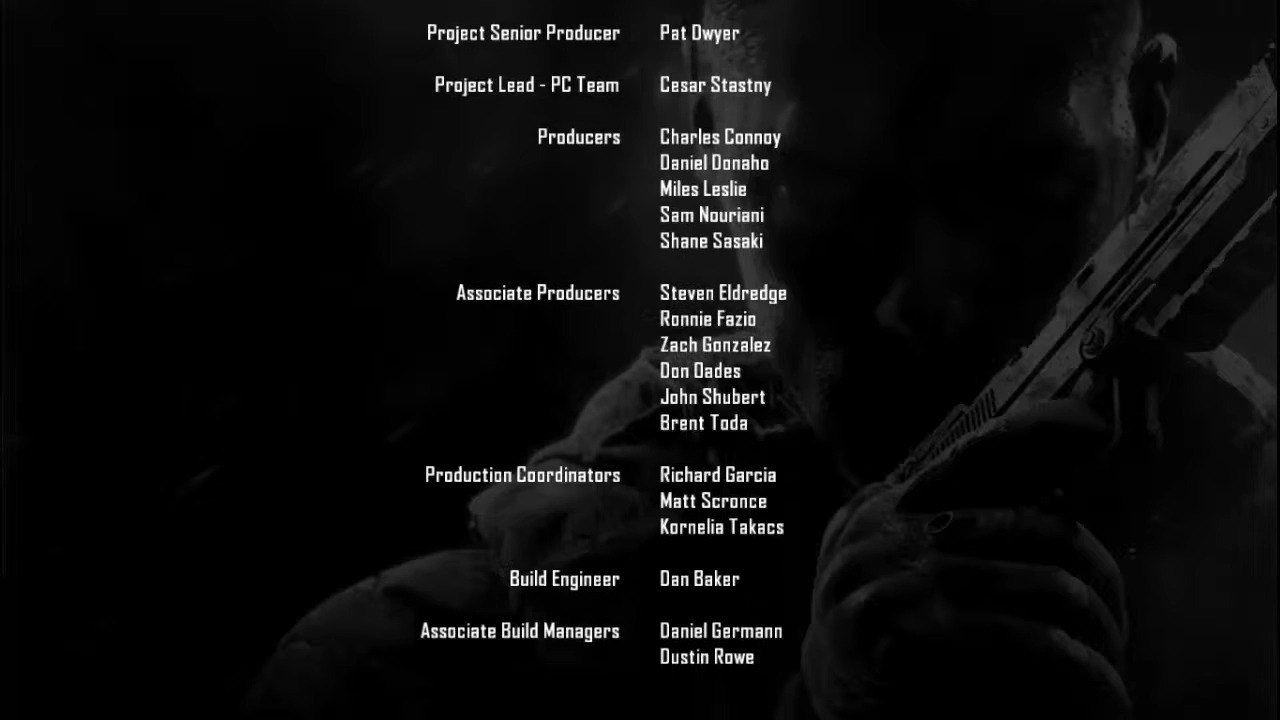 Project Senior Producer Pat Dwyer
Project Lead - PC Team Cesar Stastny
Producers Charles Connoy
Daniel Donaho
Miles Leslie
Sam Nouriani
Shane Sasaki
Associate Producers Steven Eldredge
Ronnie Fazio
Zach Gonzalez
Don Oades
John Shubert
Brent Toda
Production Coordinators Richard Garcia
Matt Scronce
Kornelia Takacs
Build Engineer Dan Baker
Associate Build Managers Daniel Germann
Dustin Rowe